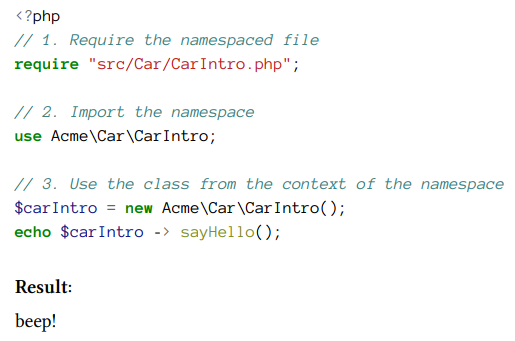 <?php
// 1. Require the namespaced file
require "src/Car/CarIntro.php";
// 2. Import the namespace
use Acme\Car\CarIntro;
// 3. Use the class from the context of the namespace
$carIntro = new Acme\Car\CarIntro();
echo $carIntro -> sayHello();
Result:
beep!